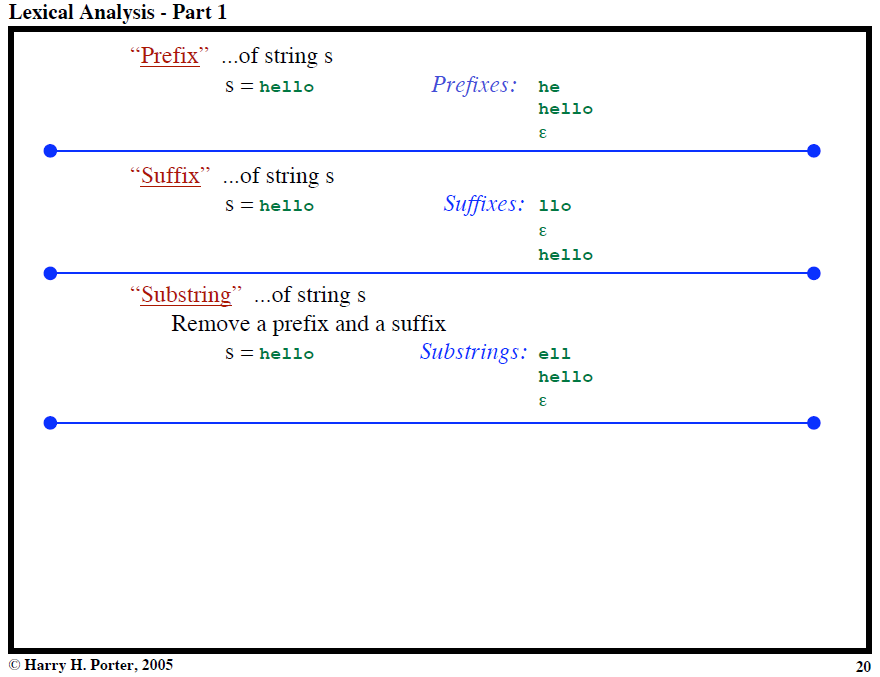 Lexical Analysis - Part 1
“Prefix” ...of string s
s = hello Prefixes: he
hello
ε
“Suffix” ...of string s
s = hello Suffixes: llo
ε
hello
“Substring” ...of string s
Remove a prefix and a suffix
s = hello Substrings: ell
hello
ε
© Harry H. Porter, 2005 20